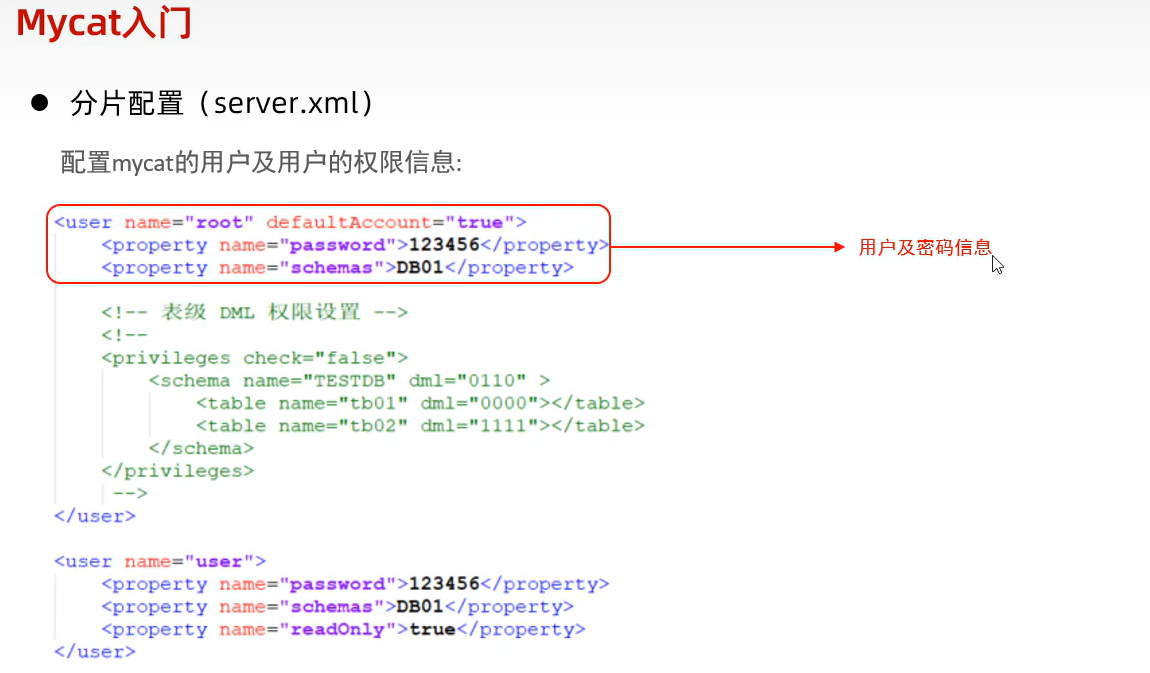 Mycat入门
● 分片配置（server.xml）
配置mycat的用户及用户的权限信息:
<user name="root" defaultAccount="true">
<property name="password">123456</property>
<property name="schemas">DB01</property>
用户及密码信息
<!-- 表级 DML 权限设置 -->
<!--
<privileges check="false">
<schema name="TESTDB" dml="0110" >
<table name="tb01" dml="0000"></table>
<table name="tb02" dml="1111"></table>
</schema>
</privileges>
-->
</user>
<user name="user">
<property name="password">123456</property>
<property name="schemas">DB01</property>
<property name="readOnly">true</property>
</user>